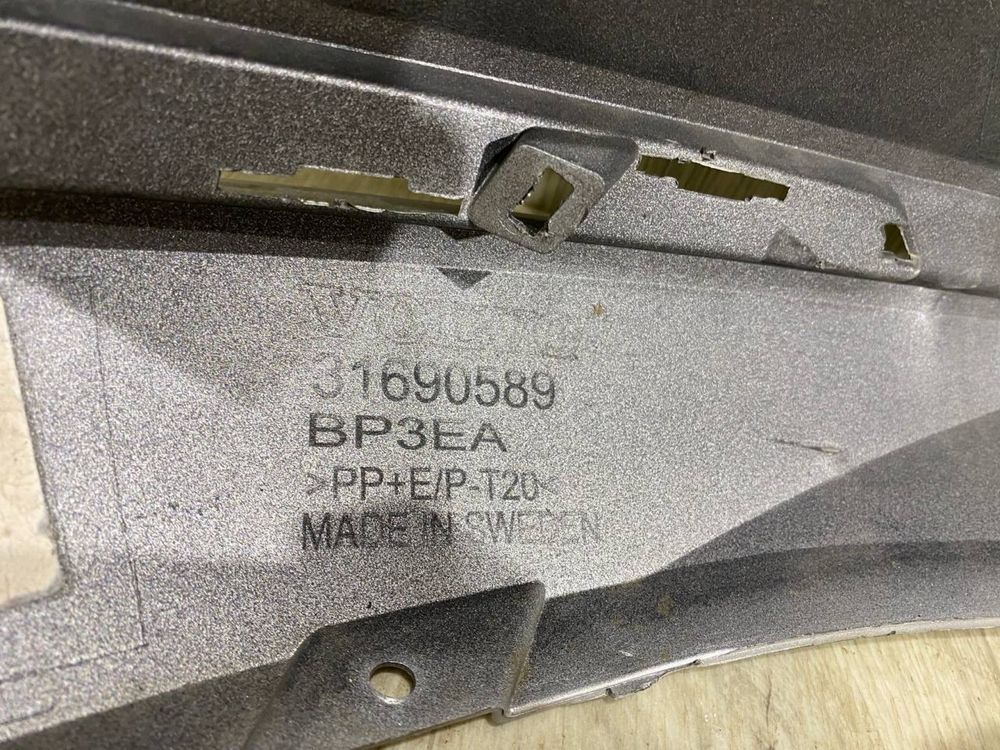 31690589
BP3EA
>PP+E/P-T20<
MADE IN SWEDEN